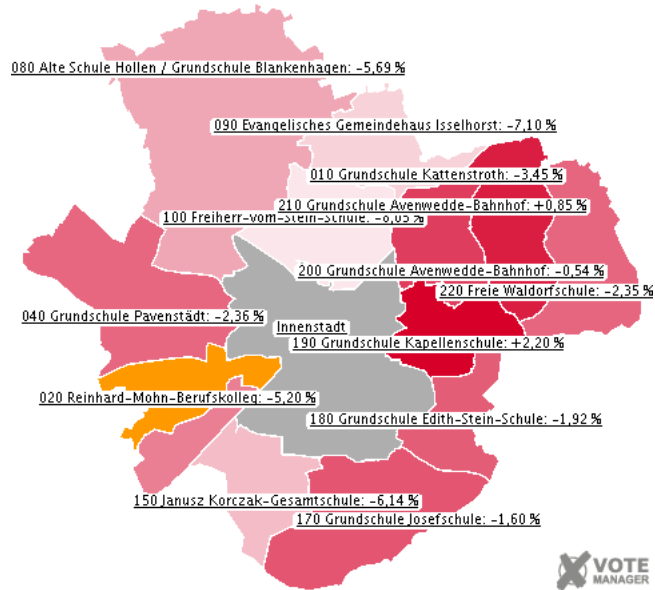 080 Alte Schule Hollen / Grundschule Blankenhagen: -5,69 %
090 Evangelisches Gemeindehaus Isselhorst: -7,10 %
010 Grundschule Kattenstroth: -3,45 %
210 Grundschule Avenwedde-Bahnhof: +0,85 %
100 Freiherr-vom-Stein-Schule:
200 Grundschule Avenwedde-Bahnhof: -0,54 %
220 Freie Waldorfschule: -2,35 %
040 Grundschule Pavenstädt: -2,36 %
Innenstadt
190 Grundschule Kapellenschule: +2,20 %
020 Reinhard-Mohn-Berufskolleg: -5,20 %
180 Grundschule Edith-Stein-Schule: -1,92 %
150 Janusz Korczak-Gesamtschule: -6,14 %
170 Grundschule Josefschule: -1,60 %
VOTE
MANAGER